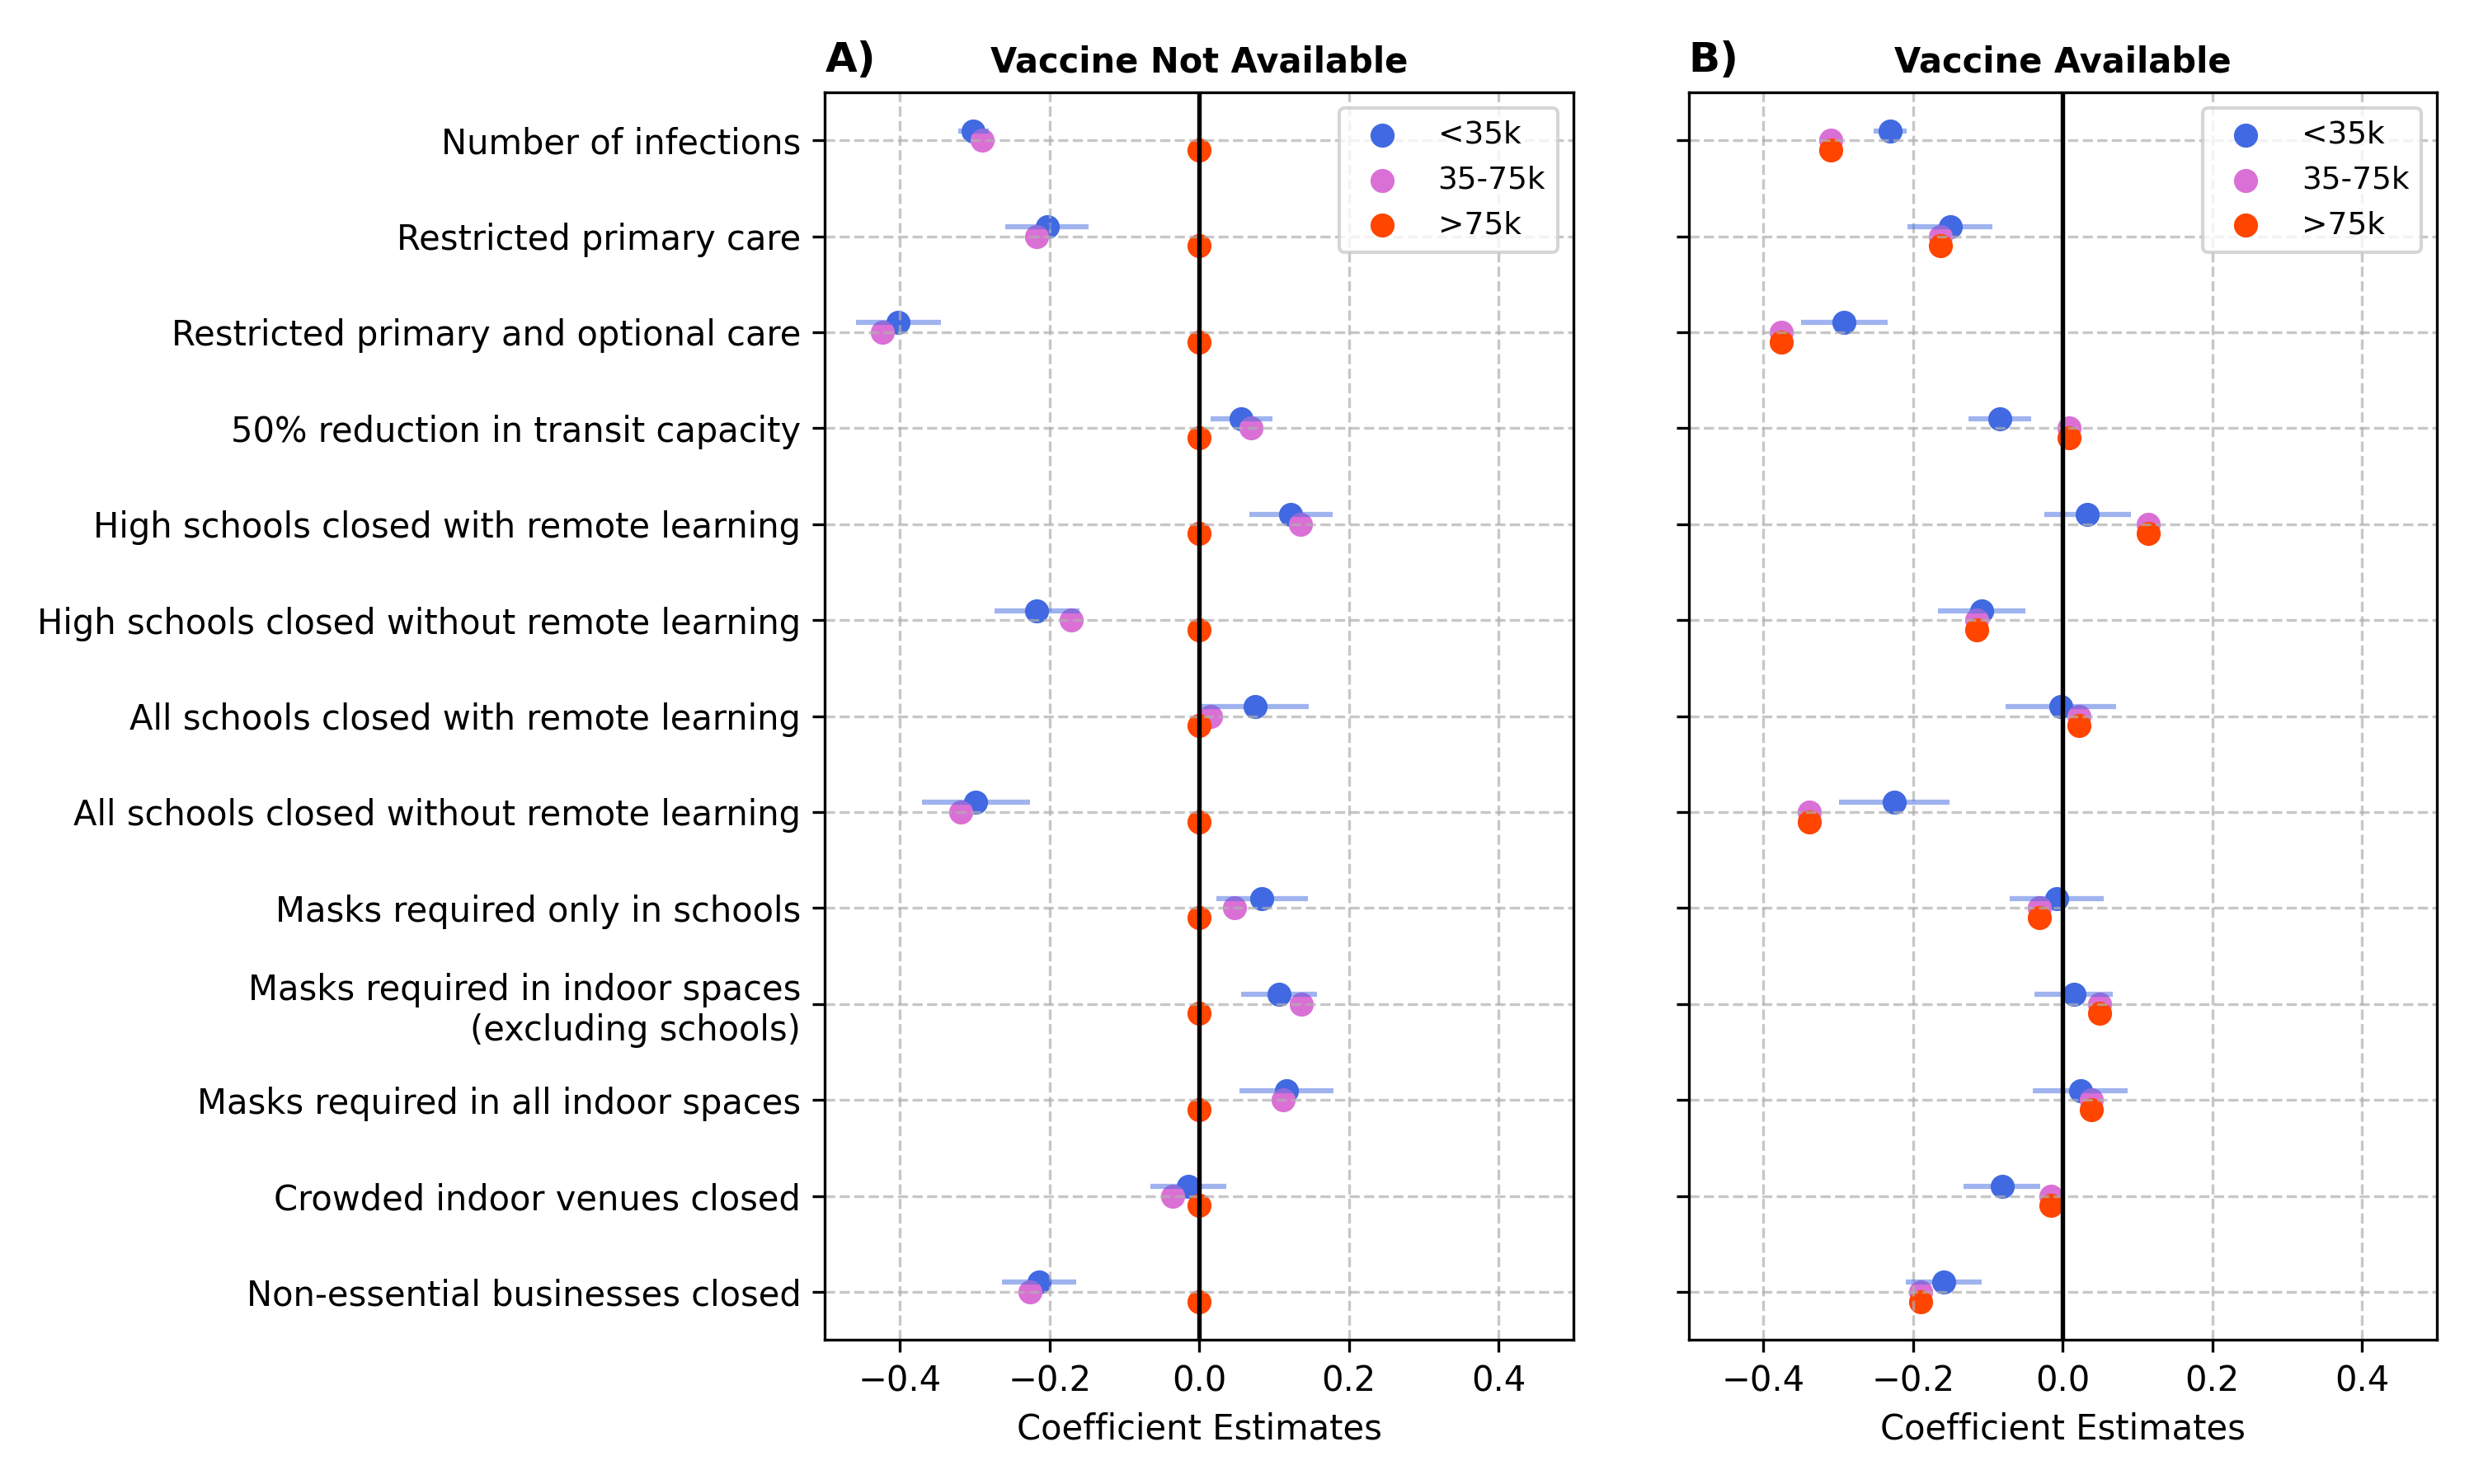 A) Vaccine Not Available
B) Vaccine Available
<35k
35-75k
>75k
<35k
35-75k
>75k
Number of infections
Restricted primary care
Restricted primary and optional care
50% reduction in transit capacity
High schools closed with remote learning
High schools closed without remote learning
All schools closed with remote learning
All schools closed without remote learning
Masks required only in schools
Masks required in indoor spaces
(excluding schools)
Masks required in all indoor spaces
Crowded indoor venues closed
Non-essential businesses closed
−0.4 −0.2 0.0 0.2 0.4
−0.4 −0.2 0.0 0.2 0.4
Coefficient Estimates
Coefficient Estimates